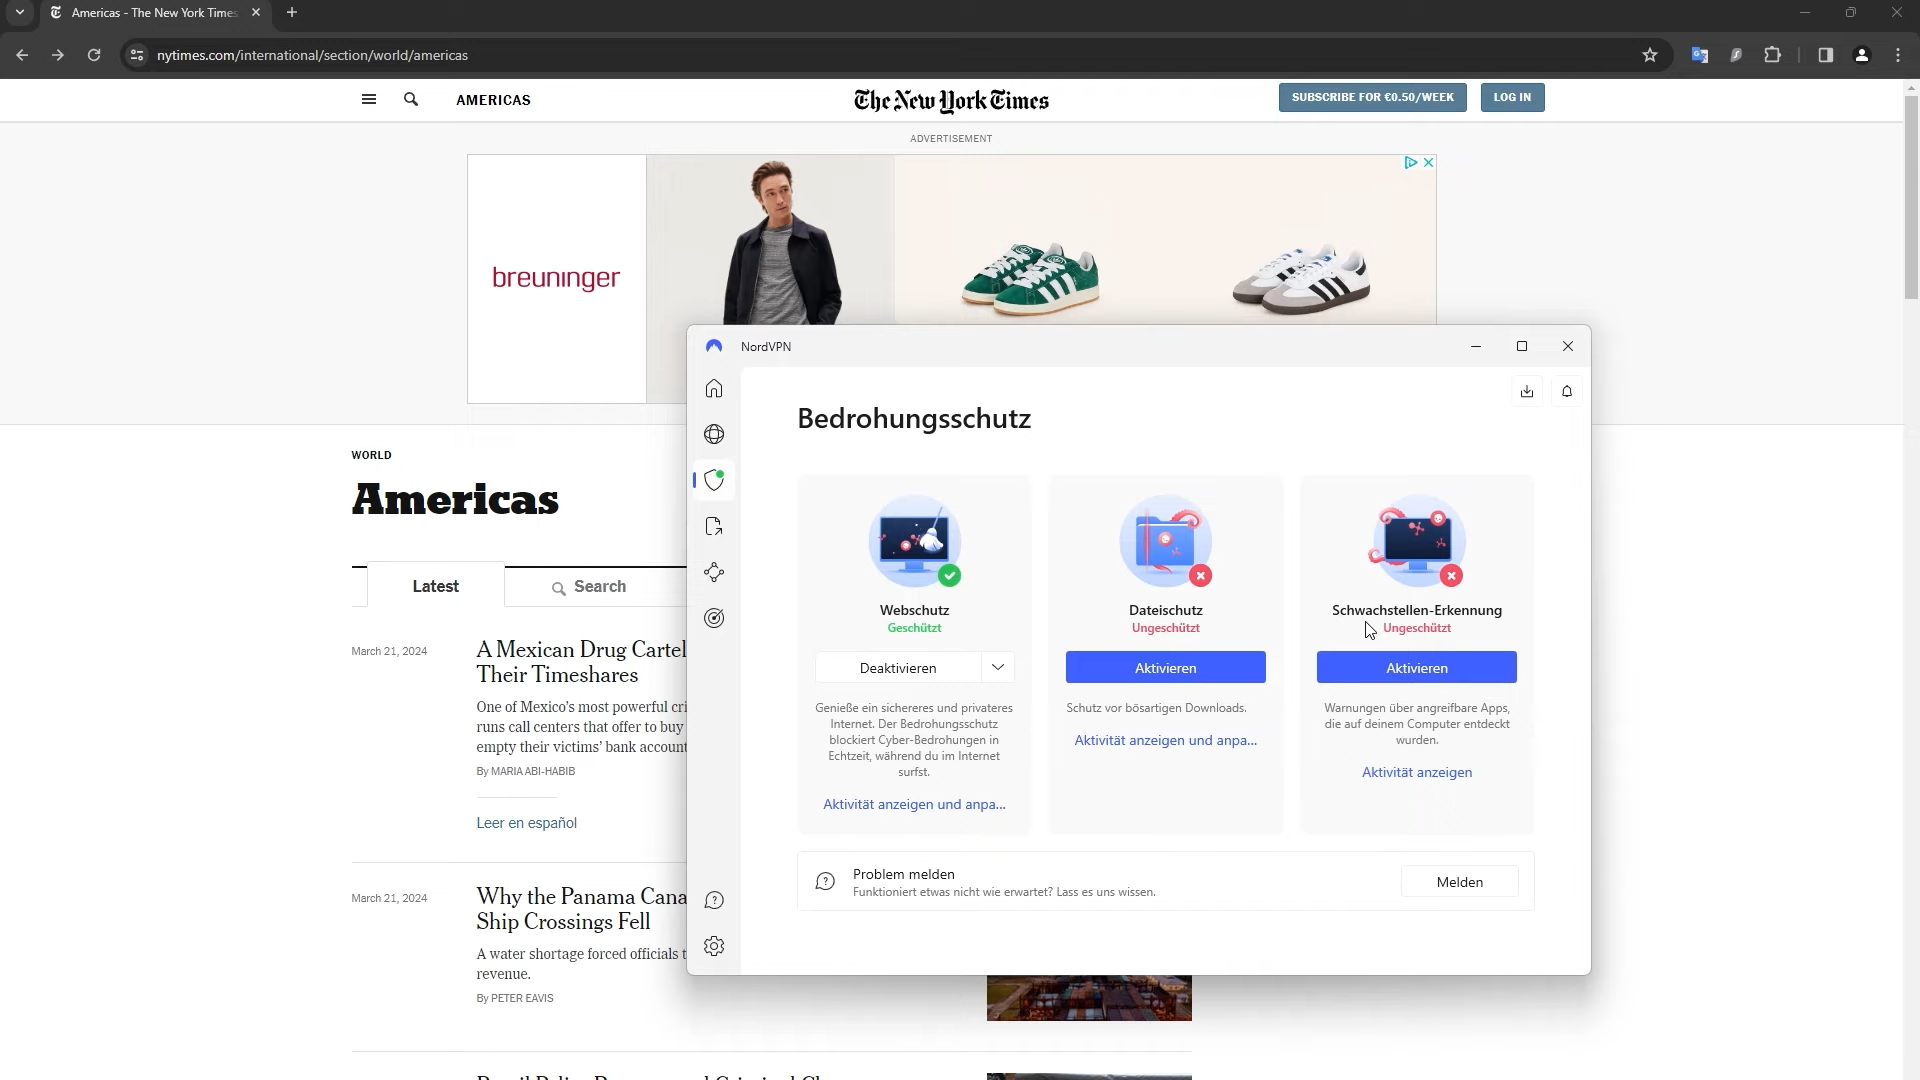 Americas - The New York Times
nytimes.com/international/section/world/americas
AMERICAS
The New York Times
SUBSCRIBE FOR €0.50/WEEK
LOG IN
ADVERTISEMENT
breuninger
WORLD
Americas
Latest
Search
March 21, 2024
A Mexican Drug Cartel
Their Timeshares
One of Mexico's most powerful cri
runs call centers that offer to buy
empty their victims' bank account
By MARIA ABI-HABIB
Leer en español
March 21, 2024
Why the Panama Cana
Ship Crossings Fell
A water shortage forced officials t
revenue.
By PETER EAVIS
NordVPN
Bedrohungsschutz
Webschutz
Geschützt
Deaktivieren
Genieße ein sichereres und privateres
Internet. Der Bedrohungsschutz
blockiert Cyber-Bedrohungen in
Echtzeit, während du im Internet
surfst.
Aktivität anzeigen und anpa...
Dateischutz
Ungeschützt
Aktivieren
Schutz vor bösartigen Downloads.
Aktivität anzeigen und anpa...
Schwachstellen-Erkennung
Ungeschützt
Aktivieren
Warnungen über angreifbare Apps,
die auf deinem Computer entdeckt
wurden.
Aktivität anzeigen
Problem melden
Funktioniert etwas nicht wie erwartet? Lass es uns wissen.
Melden